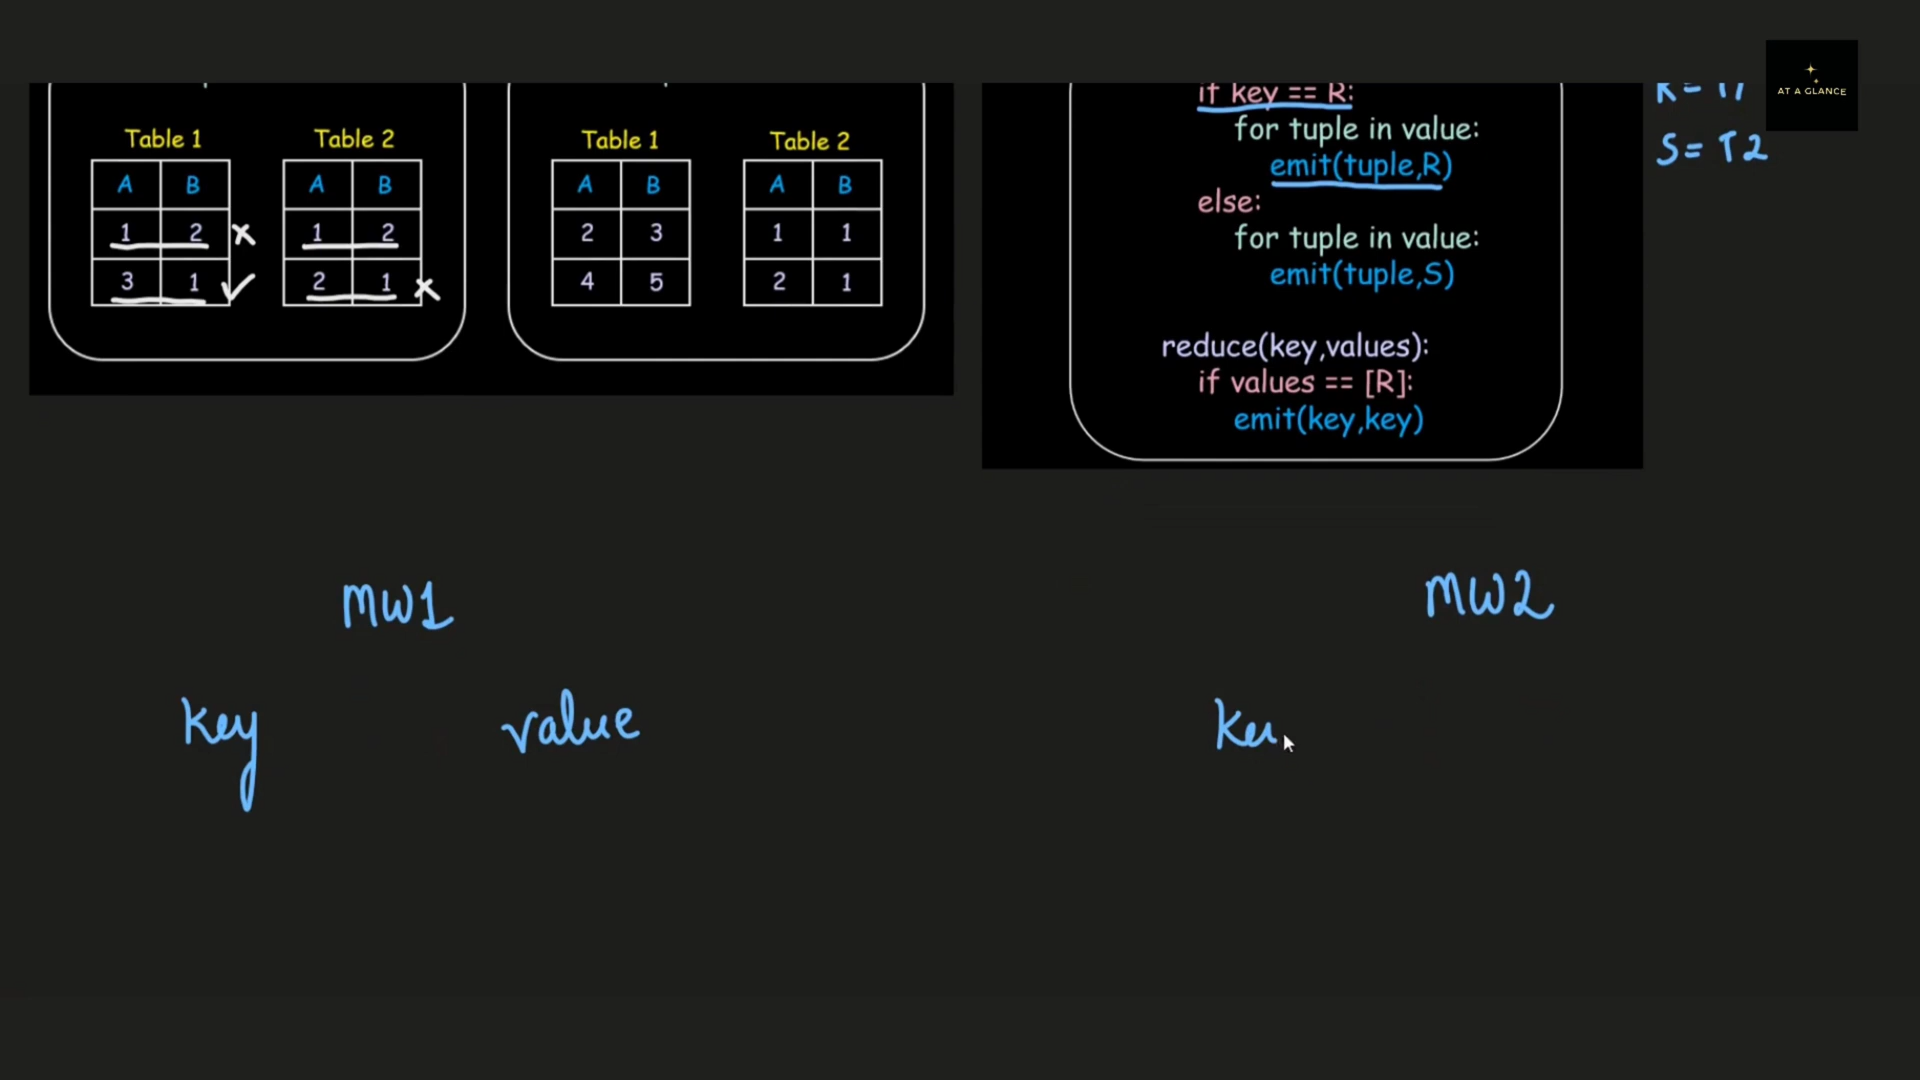 Table 1 Table 2
A B A B
1 2 × 1 2
3 1 ✓ 2 1 ×
Table 1 Table 2
A B A B
2 3 1 1
4 5 2 1
if key == R:
for tuple in value:
emit(tuple,R)
else:
for tuple in value:
emit(tuple,S)
reduce(key,values):
if values == [R]:
emit(key,key)
R = T1
S = T2
AT A GLANCE
MW1
key value
MW2